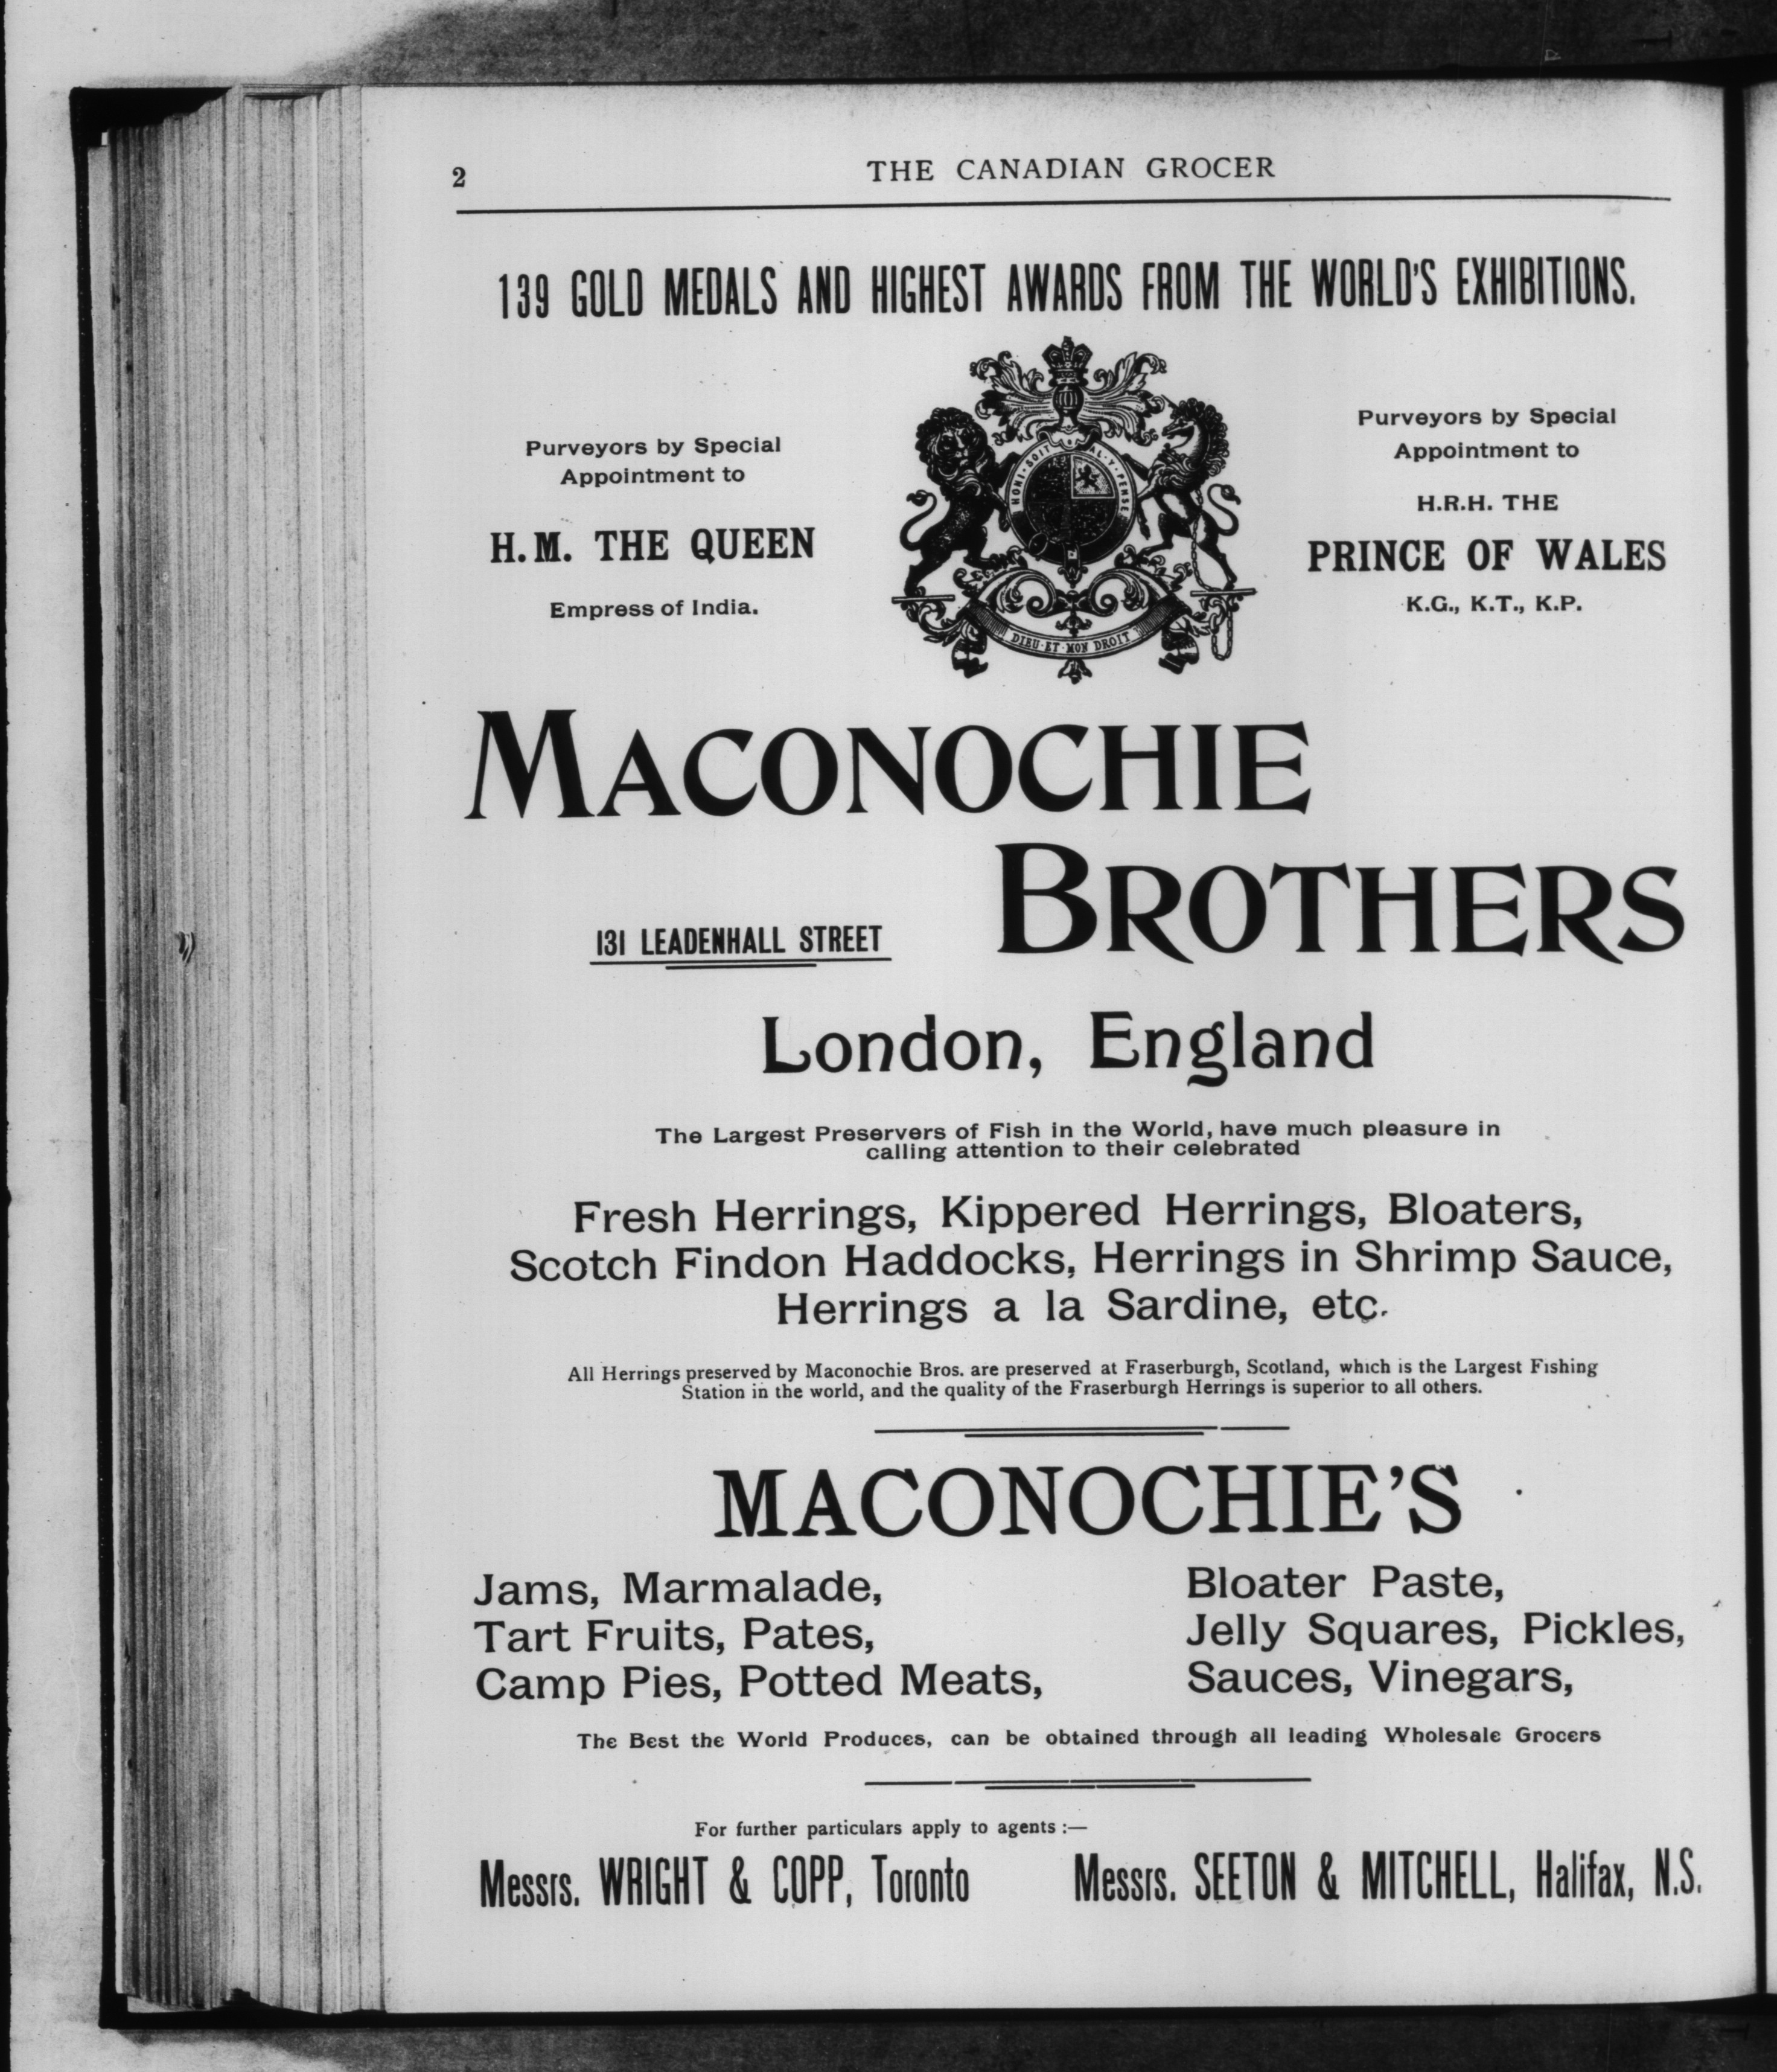 2
THE CANADIAN GROCER
139 GOLD MEDALS AND HIGHEST AWARDS FROM THE WORLD'S EXHIBITIONS.
Purveyors by Special
Appointment to
H. M. THE QUEEN
Empress of India.
HONI · SOIT AL · Y · PENSE
DIEU · ET · MON DROIT
Purveyors by Special
Appointment to
H.R.H. THE
PRINCE OF WALES
K.G., K.T., K.P.
MACONOCHIE
BROTHERS
131 LEADENHALL STREET
London, England
The Largest Preservers of Fish in the World, have much pleasure in
calling attention to their celebrated
Fresh Herrings, Kippered Herrings, Bloaters,
Scotch Findon Haddocks, Herrings in Shrimp Sauce,
Herrings a la Sardine, etc.
All Herrings preserved by Maconochie Bros. are preserved at Fraserburgh, Scotland, which is the Largest Fishing
Station in the world, and the quality of the Fraserburgh Herrings is superior to all others.
MACONOCHIE'S
Jams, Marmalade,
Tart Fruits, Pates,
Camp Pies, Potted Meats,
Bloater Paste,
Jelly Squares, Pickles,
Sauces, Vinegars,
The Best the World Produces, can be obtained through all leading Wholesale Grocers
For further particulars apply to agents :—
Messrs. WRIGHT & COPP, Toronto
Messrs. SEETON & MITCHELL, Halifax, N.S.